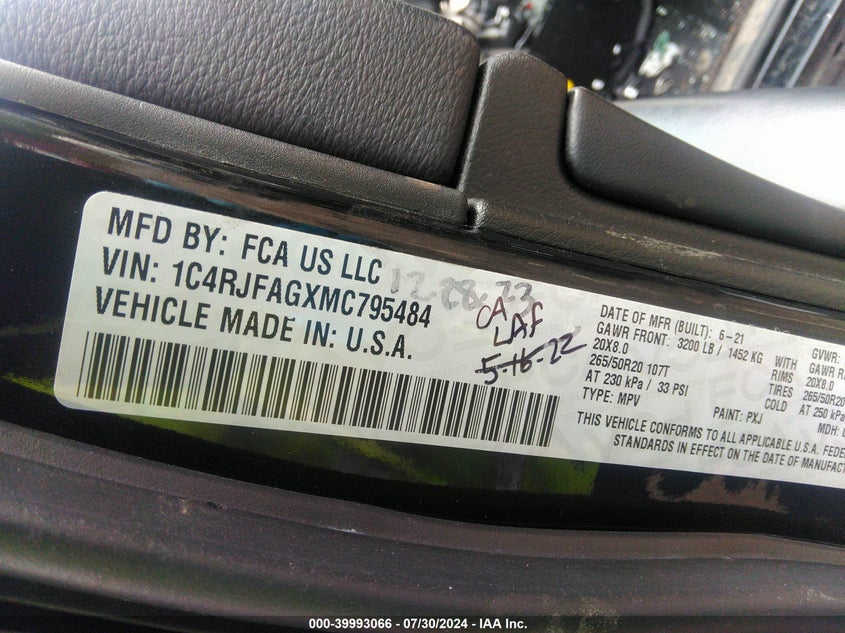 MFD BY: FCA US LLC
VIN: 1C4RJFAGXMC795484
VEHICLE MADE IN: U.S.A.
12-28-23
CA
LAF
5-16-22
DATE OF MFR (BUILT): 6-21
GAWR FRONT: 3200 LB / 1452 KG WITH
20X8.0 RIMS
265/50R20 107T TIRES
AT 230 kPa / 33 PSI COLD
TYPE: MPV
PAINT: PXJ
GVWR:
GAWR R
20X8.0
265/50R20
AT 250 kPa
MDH:
THIS VEHICLE CONFORMS TO ALL APPLICABLE U.S.A. FEDE
STANDARDS IN EFFECT ON THE DATE OF MANUFACT
000-39993066 / 07/30/2024 - IAA Inc.